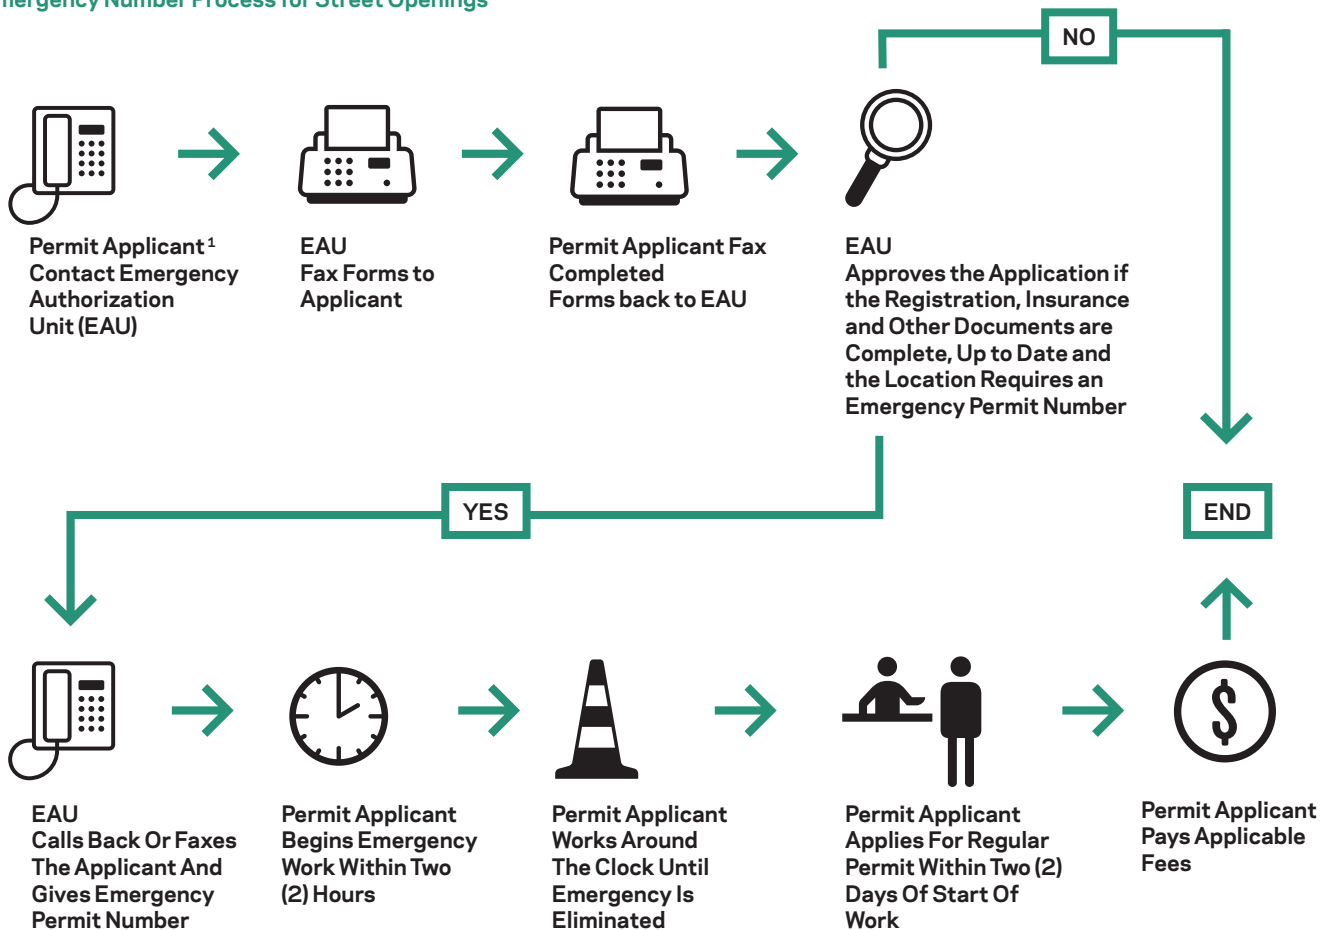 Number Process for Street Openings
NO
Permit Applicant ¹
Contact Emergency
Authorization
Unit (EAU)
EAU
Fax Forms to
Applicant
Permit Applicant Fax
Completed
Forms back to EAU
EAU
Approves the Application if
the Registration, Insurance
and Other Documents are
Complete, Up to Date and
the Location Requires an
Emergency Permit Number
YES
END
EAU
Calls Back Or Faxes
The Applicant And
Gives Emergency
Permit Number
Permit Applicant
Begins Emergency
Work Within Two
(2) Hours
Permit Applicant
Works Around
The Clock Until
Emergency Is
Eliminated
Permit Applicant
Applies For Regular
Permit Within Two (2)
Days Of Start Of
Work
Permit Applicant
Pays Applicable
Fees
$